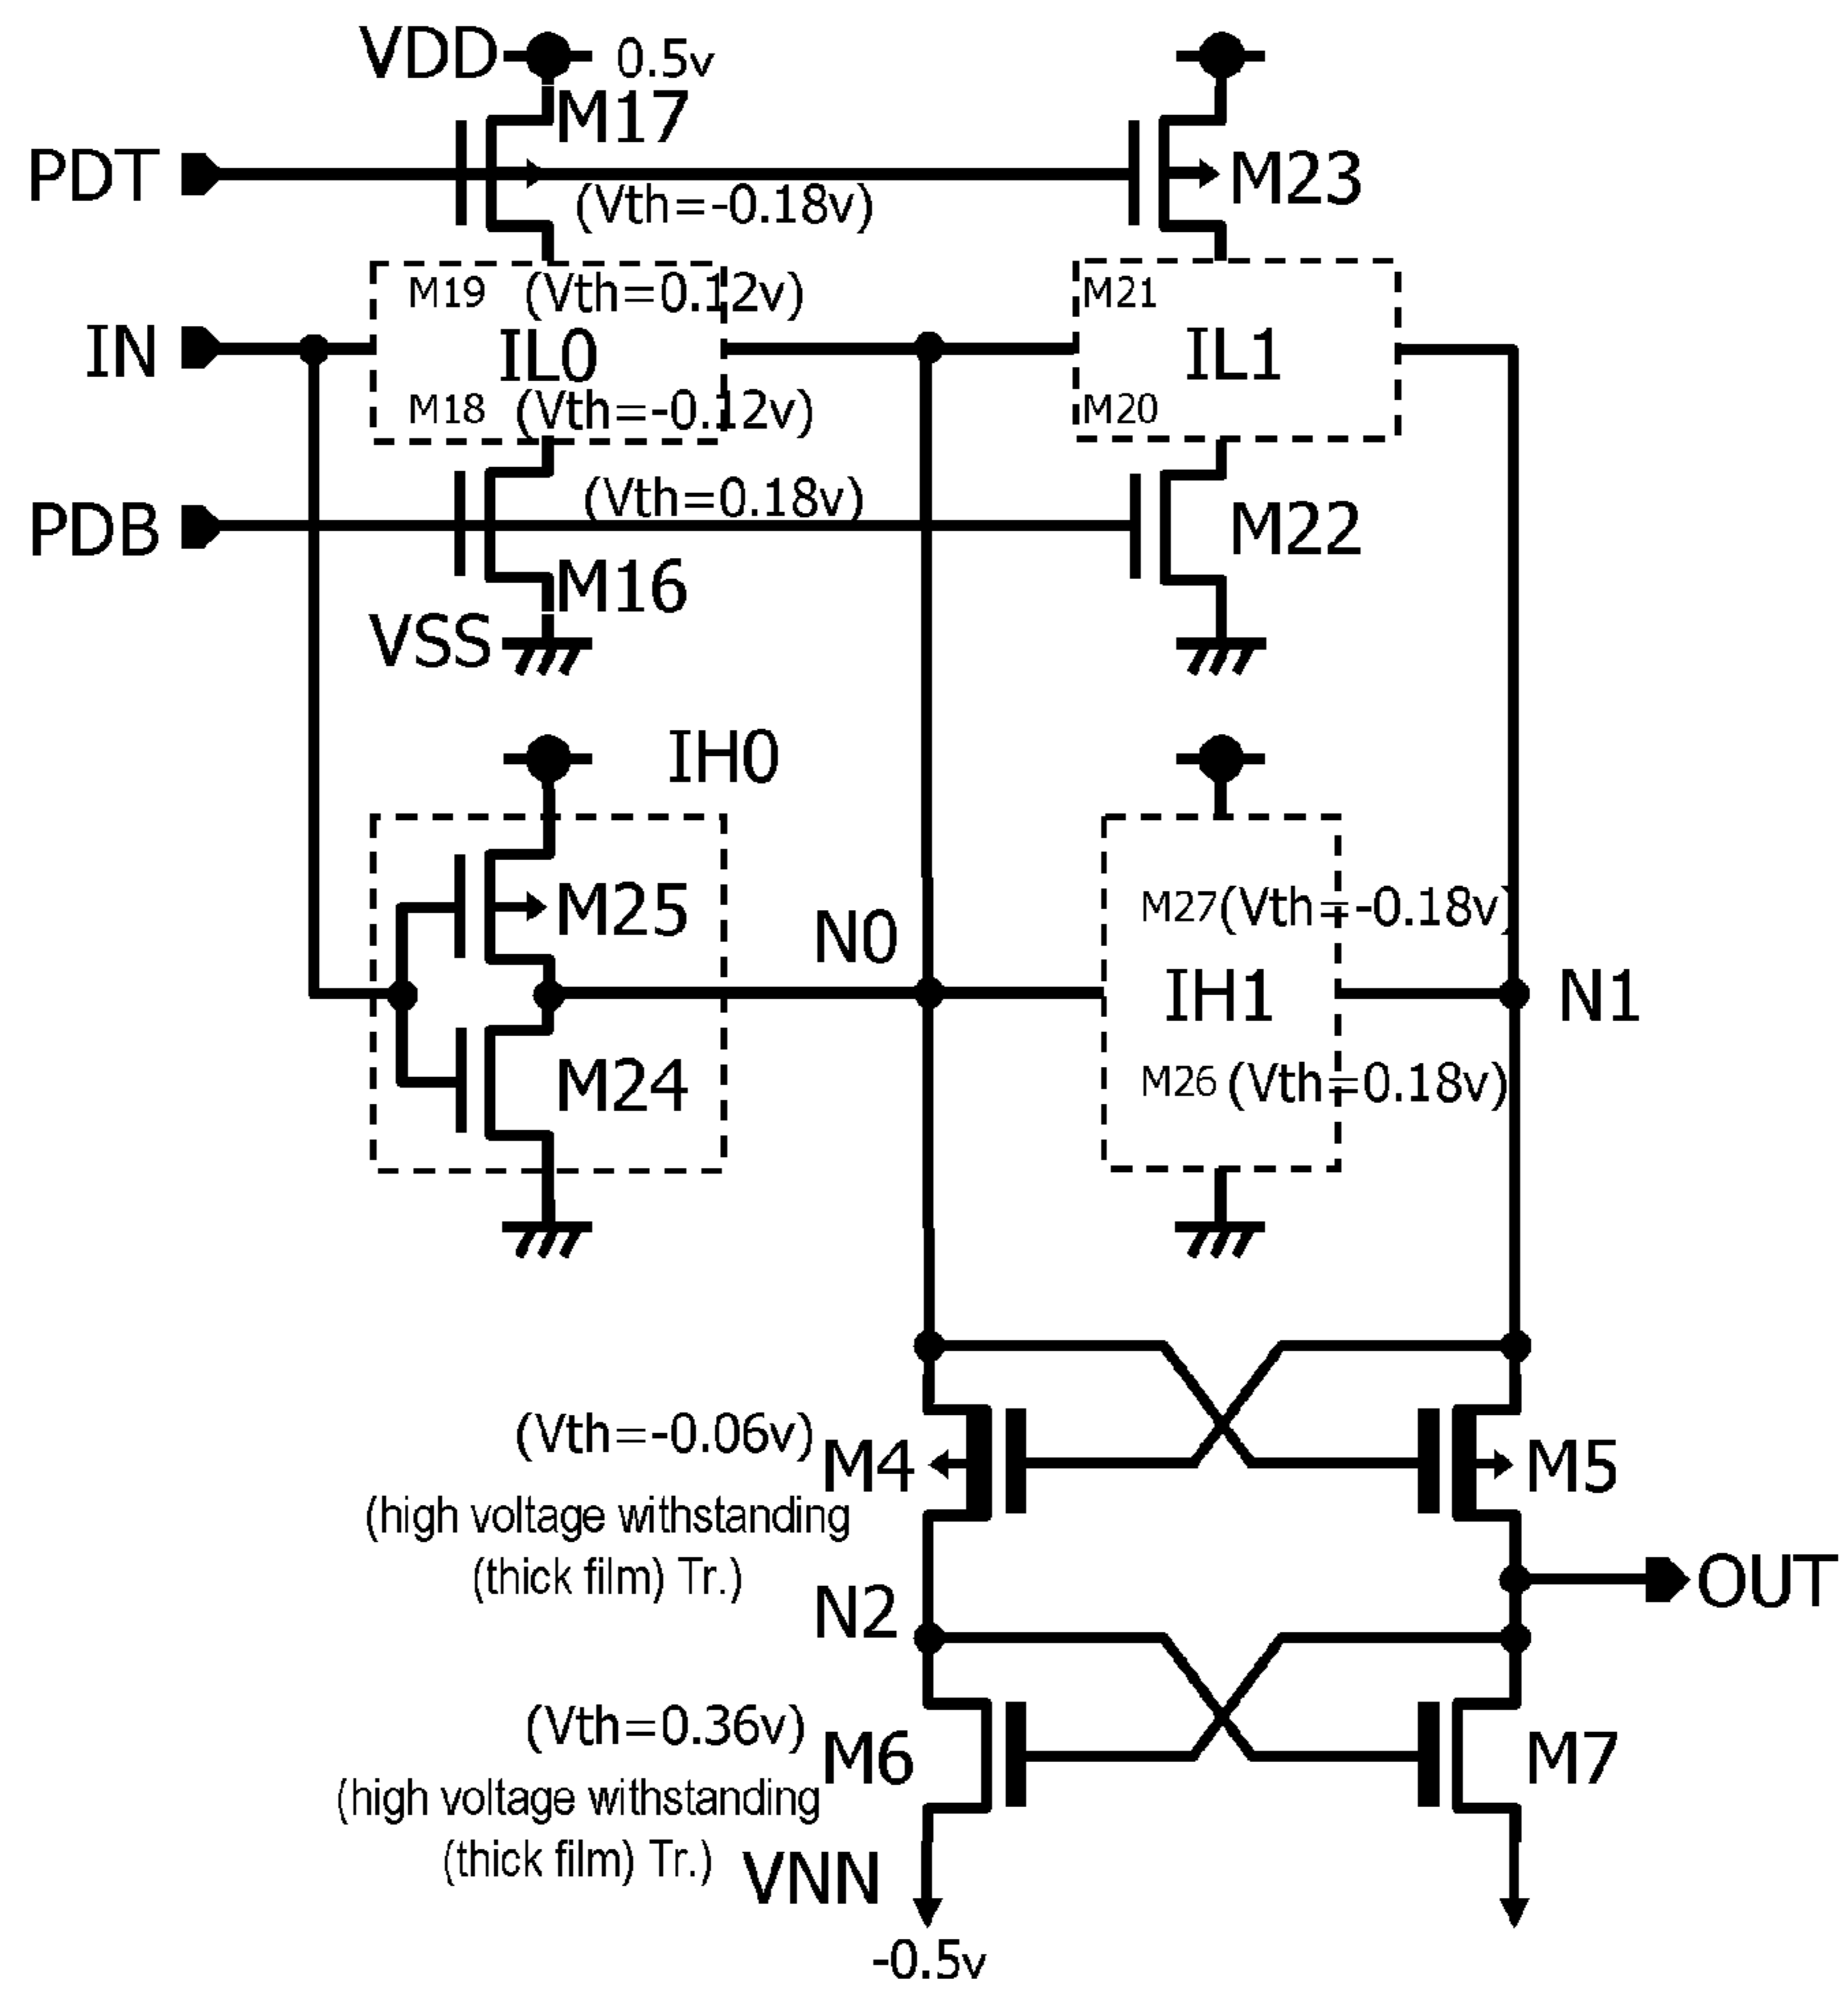 VDD 0.5v
M17
PDT M23
(Vth=-0.18v)
M19 (Vth=0.12v) M21
IN IL0 IL1
M18 (Vth=-0.12v) M20
(Vth=0.18v)
PDB M22
M16
VSS
IH0
M25 M27(Vth=-0.18v)
N0
IH1 N1
M24 M26 (Vth=0.18v)
(Vth=-0.06v) M4 M5
(high voltage withstanding
(thick film) Tr.)
OUT
N2
(Vth=0.36v) M6 M7
(high voltage withstanding
(thick film) Tr.) VNN
-0.5v